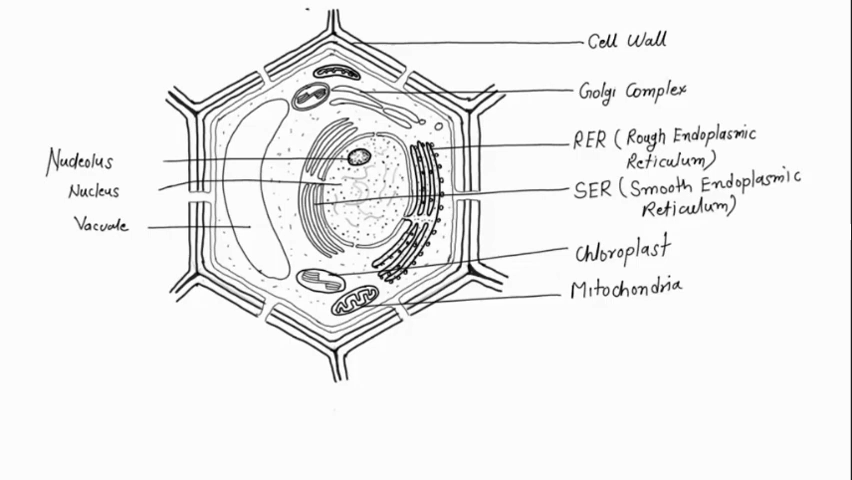 Cell Wall
Golgi Complex
RER (Rough Endoplasmic
Reticulum)
SER (Smooth Endoplasmic
Reticulum)
Chloroplast
Mitochondria
Nucleolus
Nucleus
Vacuole